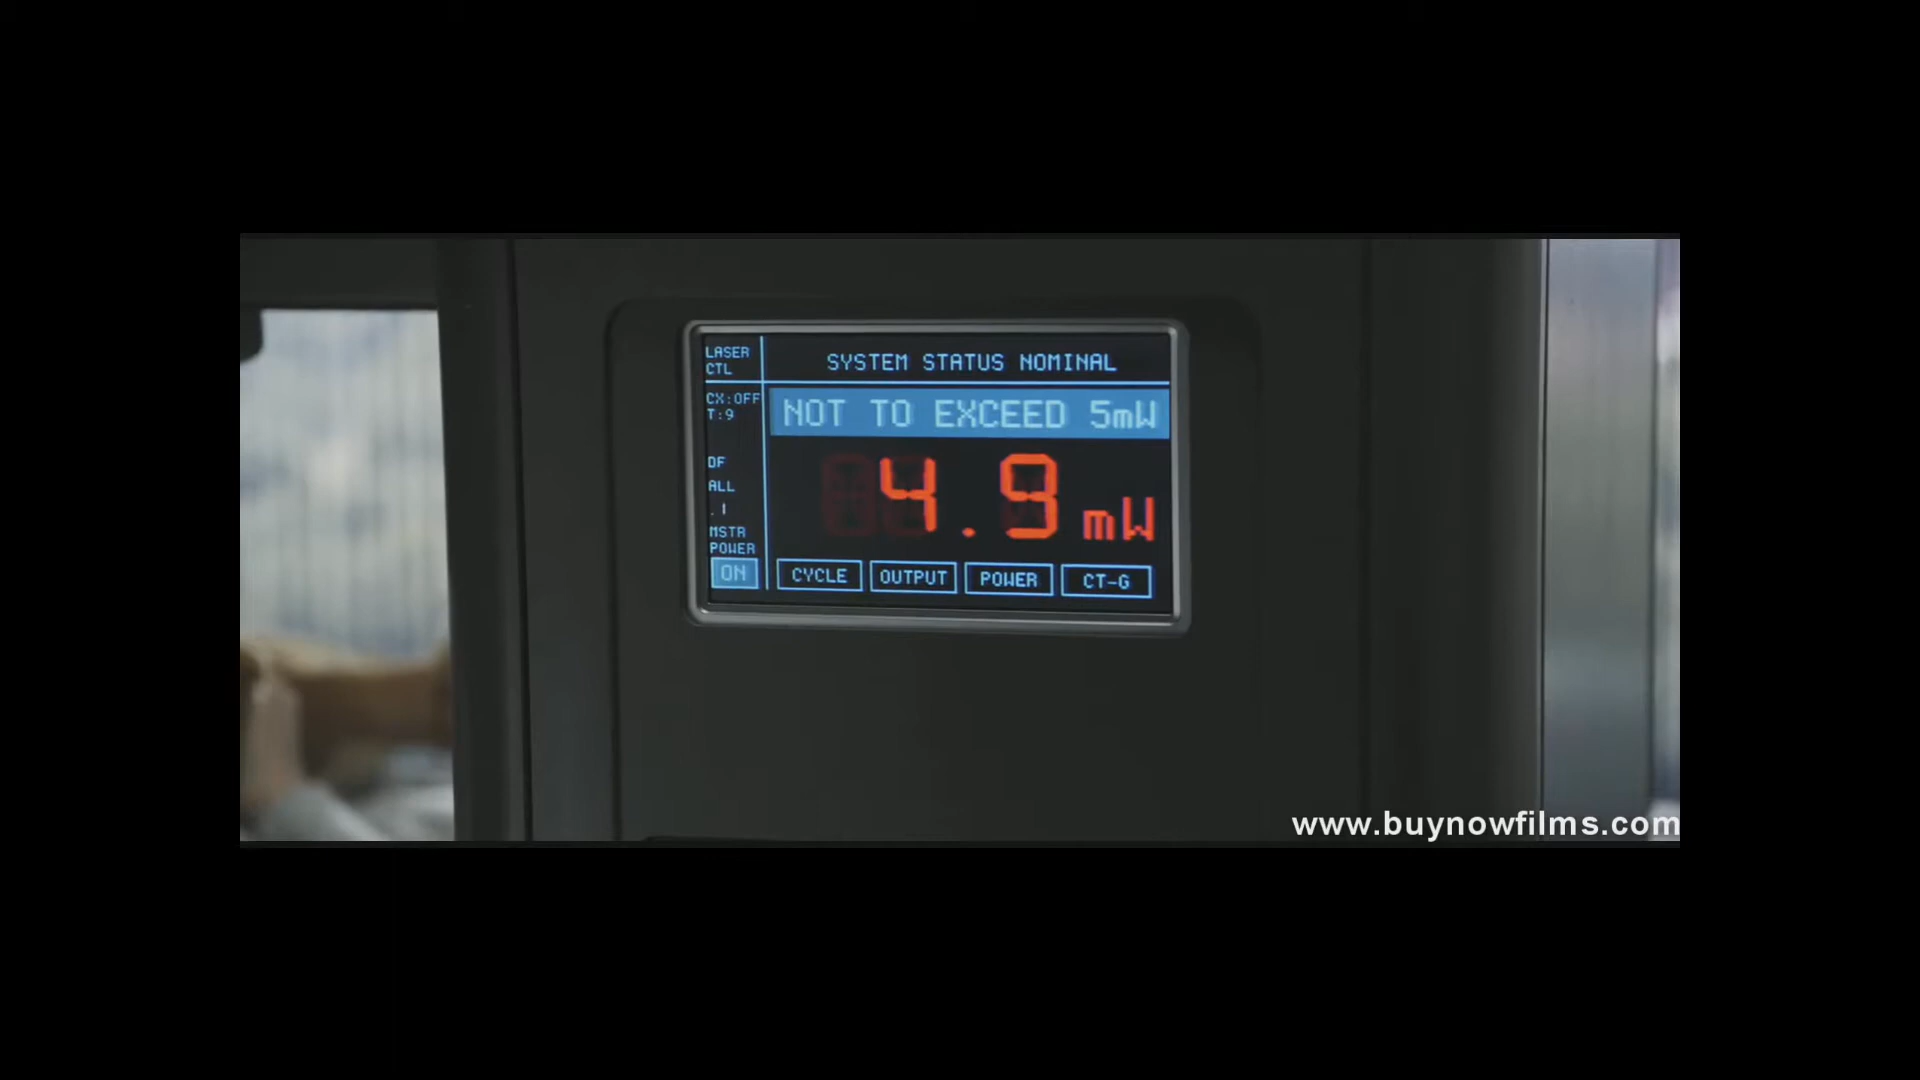 LASER
CTL
SYSTEM STATUS NOMINAL
CX:OFF
T:9
NOT TO EXCEED 5mW
DF
ALL
.1
4.9 mW
MSTR
POWER
ON
CYCLE
OUTPUT
POWER
CT-G
www.buynowfilms.com